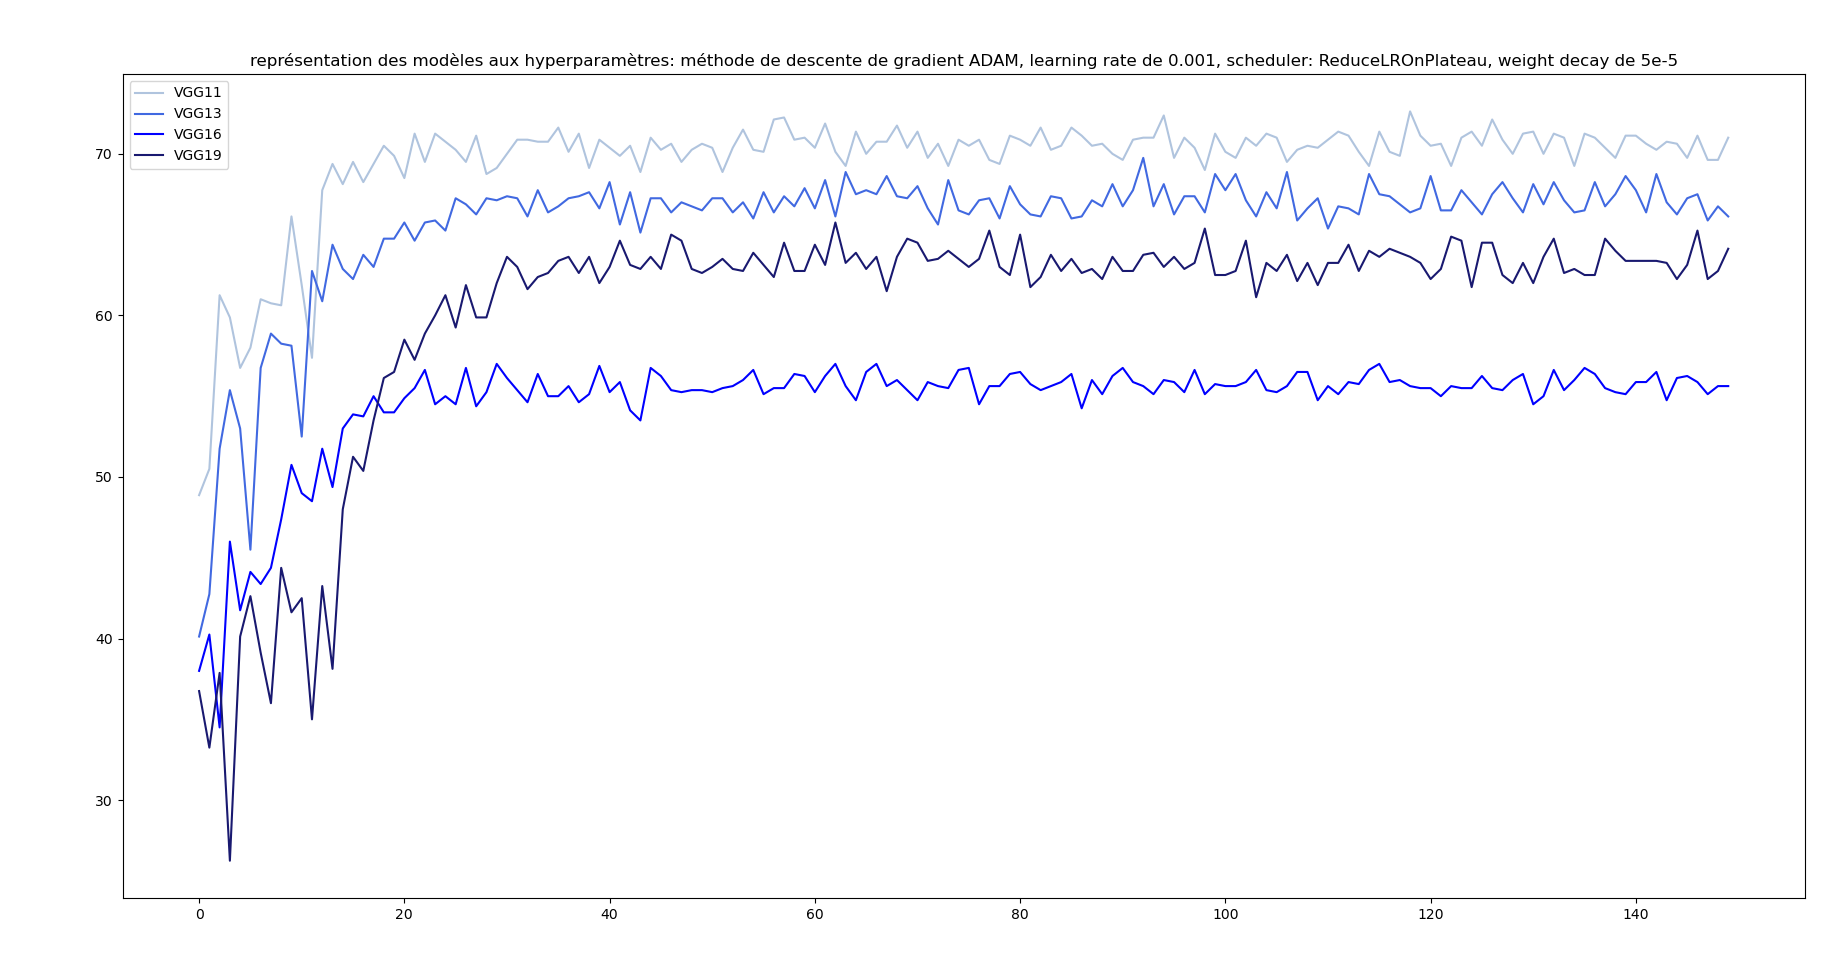 représentation des modèles aux hyperparamètres: méthode de descente de gradient ADAM, learning rate de 0.001, scheduler: ReduceLROnPlateau, weight decay de 5e-5
VGG11
VGG13
VGG16
VGG19
70
60
50
40
30
0 20 40 60 80 100 120 140